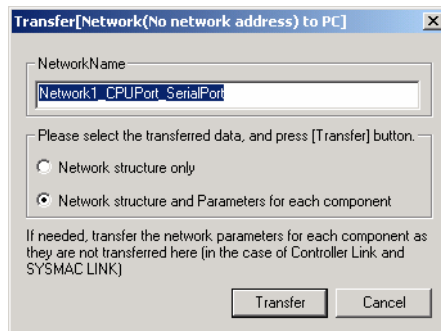 Transfer[Network(No network address) to PC]
NetworkName
Network1_CPUPort_SerialPort
Please select the transferred data, and press [Transfer] button.
Network structure only
Network structure and Parameters for each component
If needed, transfer the network parameters for each component as
they are not transferred here (in the case of Controller Link and
SYSMAC LINK)
Transfer Cancel